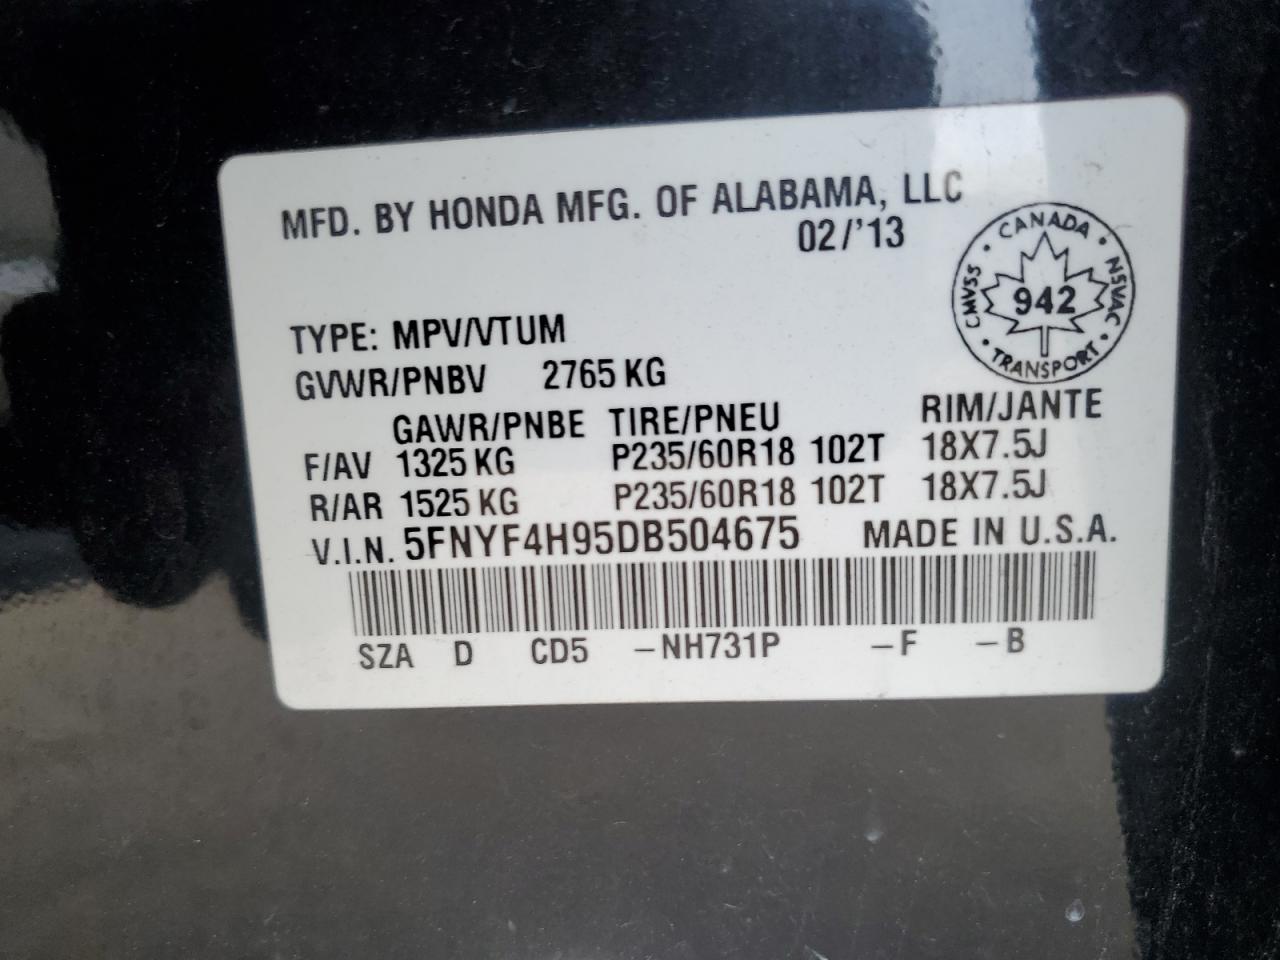 MFD. BY HONDA MFG. OF ALABAMA, LLC
02/'13
CANADA
CMVSS 942 NSVAC
TRANSPORT
TYPE: MPV/VTUM
GVWR/PNBV 2765 KG
GAWR/PNBE TIRE/PNEU RIM/JANTE
F/AV 1325 KG P235/60R18 102T 18X7.5J
R/AR 1525 KG P235/60R18 102T 18X7.5J
V.I.N. 5FNYF4H95DB504675 MADE IN U.S.A.
SZA D CD5 -NH731P -F -B